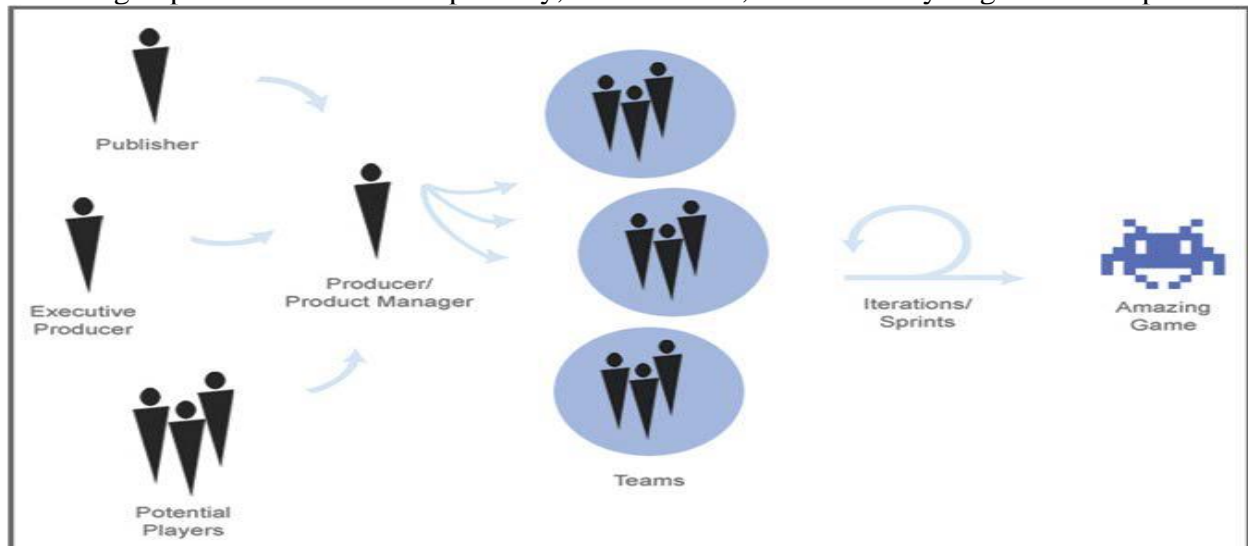 Publisher
Producer/
Product Manager
Executive
Producer
Potential
Players
Teams
Iterations/
Sprints
Amazing
Game